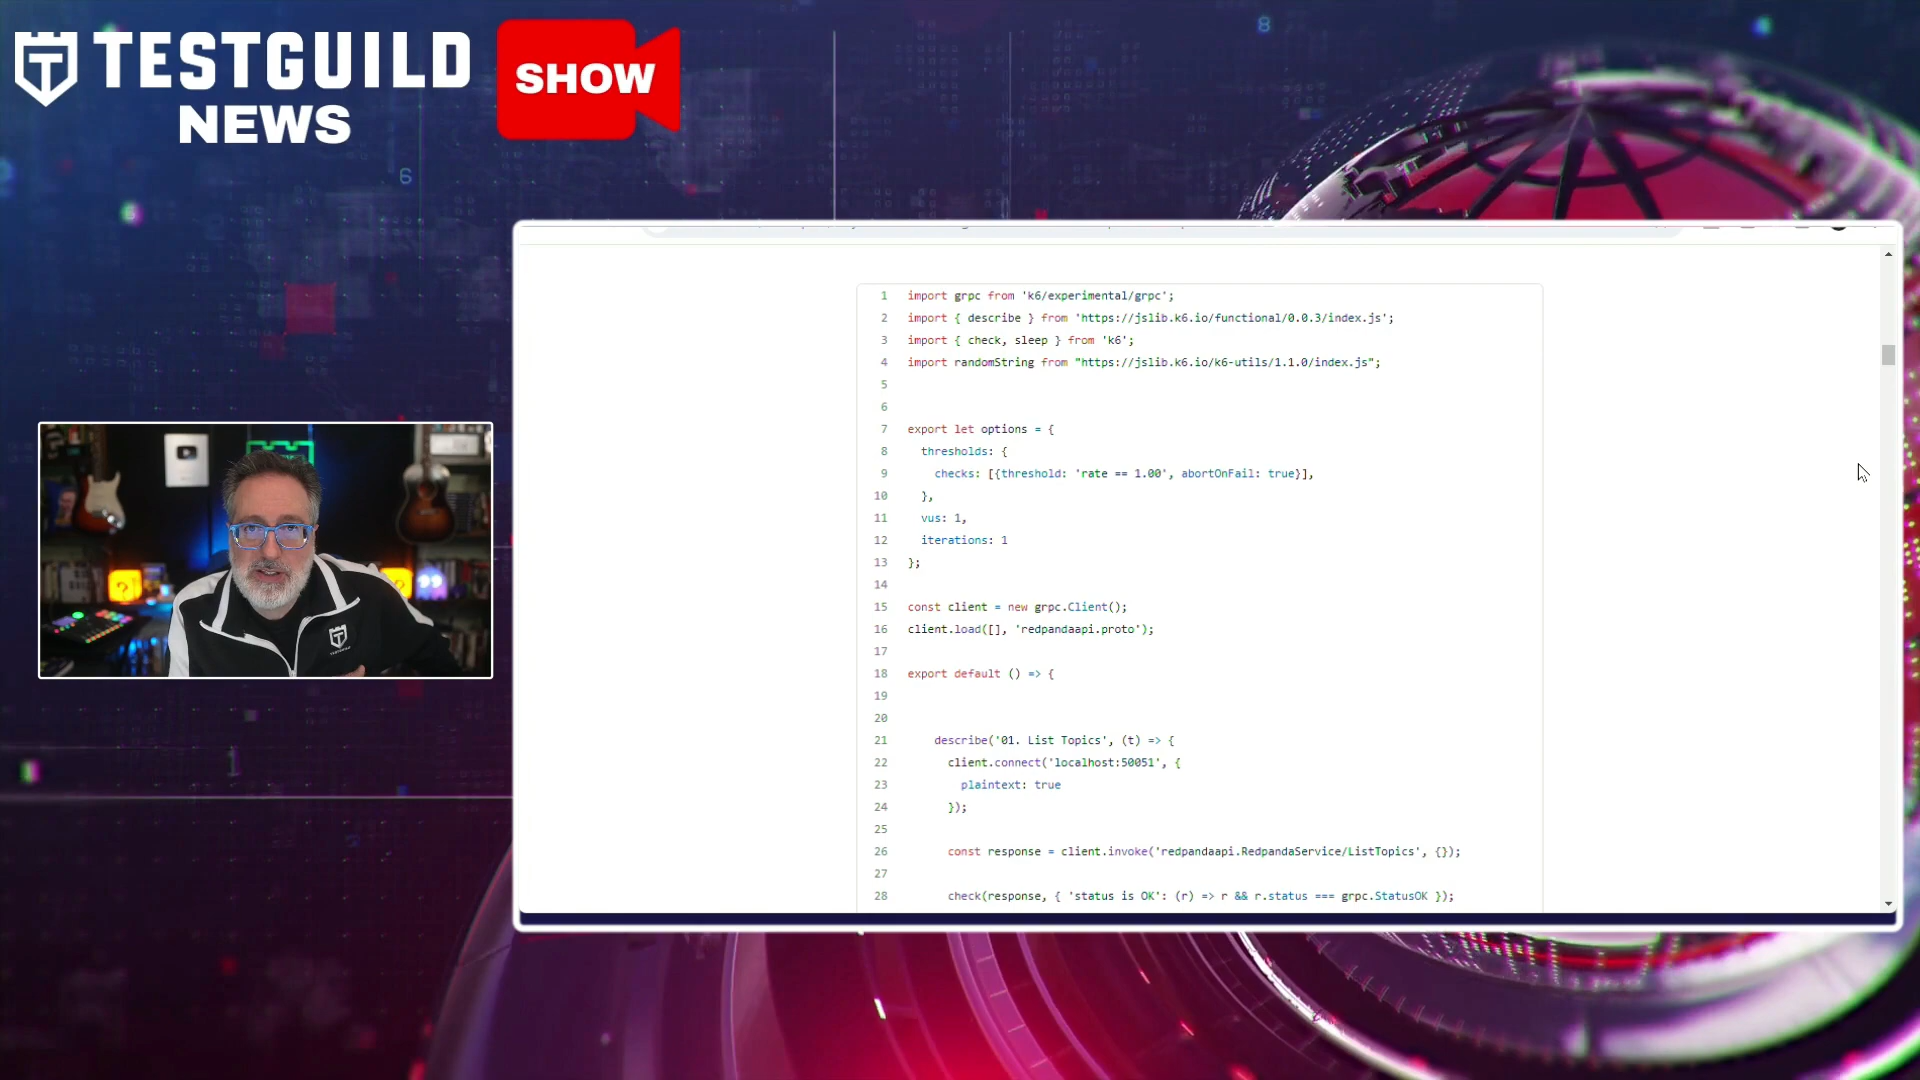 TESTGUILD
NEWS
SHOW
1 import grpc from 'k6/experimental/grpc';
2 import { describe } from 'https://jslib.k6.io/functional/0.0.3/index.js';
3 import { check, sleep } from 'k6';
4 import randomString from "https://jslib.k6.io/k6-utils/1.1.0/index.js";
5
6
7 export let options = {
8 thresholds: {
9 checks: [{threshold: 'rate == 1.00', abortOnFail: true}],
10 },
11 vus: 1,
12 iterations: 1
13 };
14
15 const client = new grpc.Client();
16 client.load([], 'redpandaapi.proto');
17
18 export default () => {
19
20
21 describe('01. List Topics', (t) => {
22 client.connect('localhost:50051', {
23 plaintext: true
24 });
25
26 const response = client.invoke('redpandaapi.RedpandaService/ListTopics', {});
27
28 check(response, { 'status is OK': (r) => r && r.status === grpc.StatusOK });